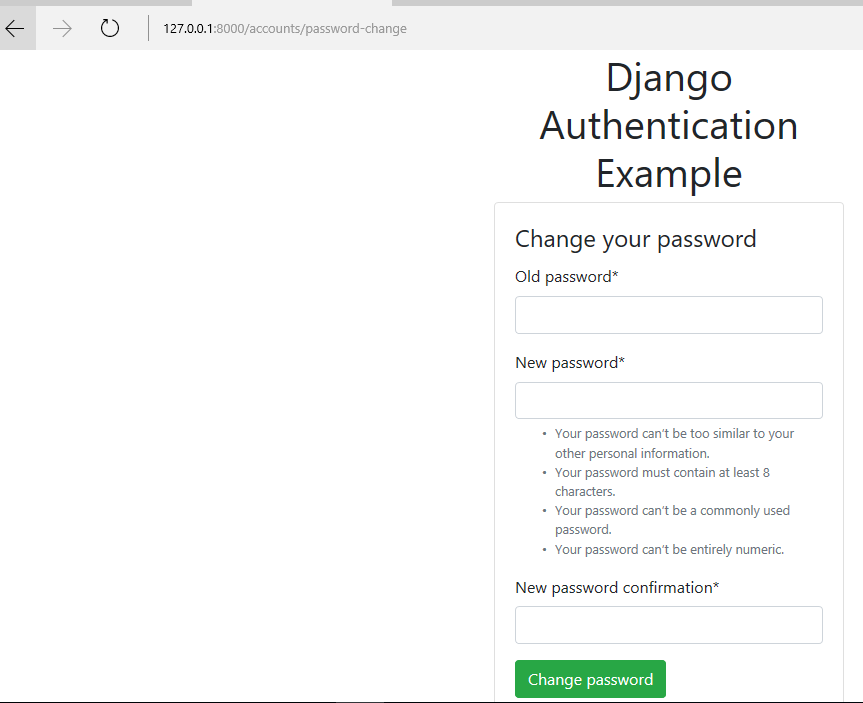 127.0.0.1:8000/accounts/password-change
Django
Authentication
Example
Change your password
Old password*
New password*
• Your password can't be too similar to your
other personal information.
• Your password must contain at least 8
characters.
• Your password can't be a commonly used
password.
• Your password can't be entirely numeric.
New password confirmation*
Change password